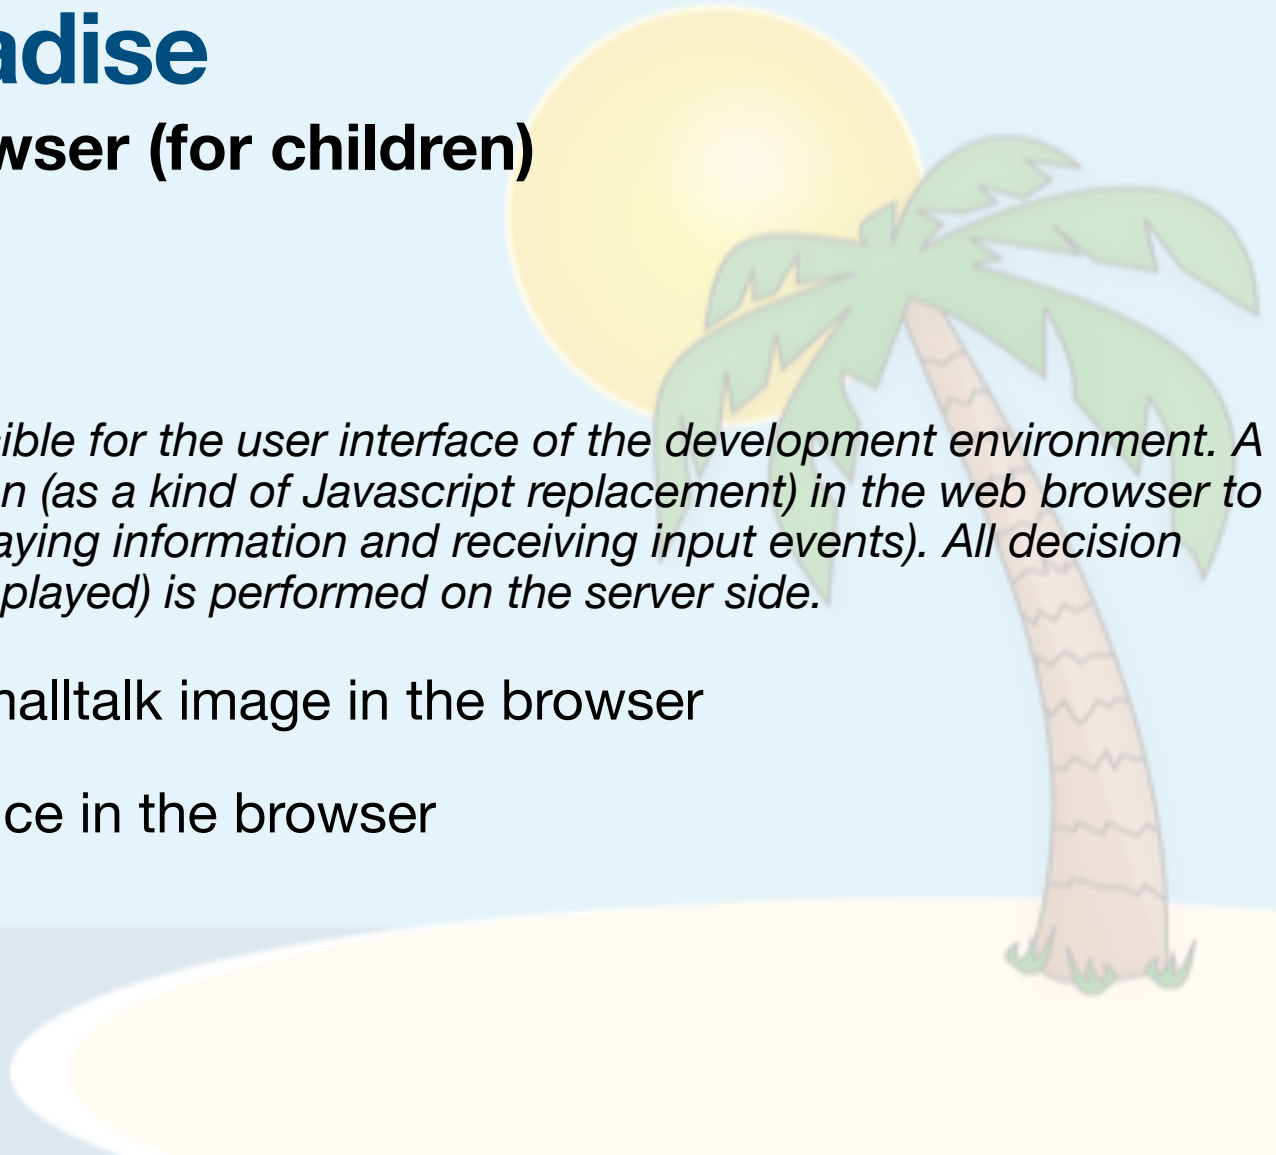 adise
wser (for children)
sible for the user interface of the development environment. A
n (as a kind of Javascript replacement) in the web browser to
aying information and receiving input events). All decision
played) is performed on the server side.
malltalk image in the browser
ce in the browser